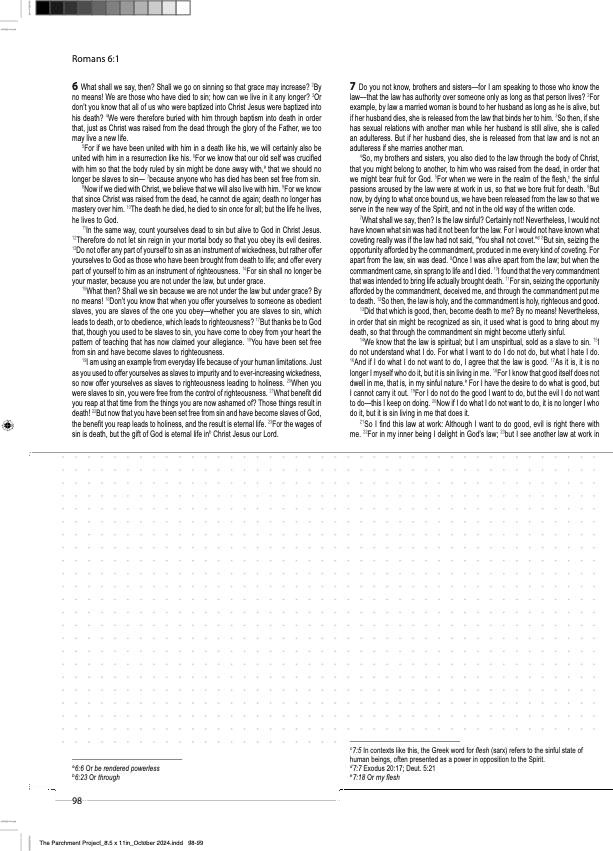 Romans 6:1
6 What shall we say, then? Shall we go on sinning so that grace may increase? 2By
no means! We are those who have died to sin; how can we live in it any longer? 3Or
don't you know that all of us who were baptized into Christ Jesus were baptized into
his death? 4We were therefore buried with him through baptism into death in order
that, just as Christ was raised from the dead through the glory of the Father, we too
may live a new life.
5For if we have been united with him in a death like his, we will certainly also be
united with him in a resurrection like his. 6For we know that our old self was crucified
with him so that the body ruled by sin might be done away with,a that we should no
longer be slaves to sin— 7because anyone who has died has been set free from sin.
8Now if we died with Christ, we believe that we will also live with him. 9For we know
that since Christ was raised from the dead, he cannot die again; death no longer has
mastery over him. 10The death he died, he died to sin once for all; but the life he lives,
he lives to God.
11In the same way, count yourselves dead to sin but alive to God in Christ Jesus.
12Therefore do not let sin reign in your mortal body so that you obey its evil desires.
13Do not offer any part of yourself to sin as an instrument of wickedness, but rather offer
yourselves to God as those who have been brought from death to life; and offer every
part of yourself to him as an instrument of righteousness. 14For sin shall no longer be
your master, because you are not under the law, but under grace.
15What then? Shall we sin because we are not under the law but under grace? By
no means! 16Don't you know that when you offer yourselves to someone as obedient
slaves, you are slaves of the one you obey—whether you are slaves to sin, which
leads to death, or to obedience, which leads to righteousness? 17But thanks be to God
that, though you used to be slaves to sin, you have come to obey from your heart the
pattern of teaching that has now claimed your allegiance. 18You have been set free
from sin and have become slaves to righteousness.
19I am using an example from everyday life because of your human limitations. Just
as you used to offer yourselves as slaves to impurity and to ever-increasing wickedness,
so now offer yourselves as slaves to righteousness leading to holiness. 20When you
were slaves to sin, you were free from the control of righteousness. 21What benefit did
you reap at that time from the things you are now ashamed of? Those things result in
death! 22But now that you have been set free from sin and have become slaves of God,
the benefit you reap leads to holiness, and the result is eternal life. 23For the wages of
sin is death, but the gift of God is eternal life inb Christ Jesus our Lord.
7 Do you not know, brothers and sisters—for I am speaking to those who know the
law—that the law has authority over someone only as long as that person lives? 2For
example, by law a married woman is bound to her husband as long as he is alive, but
if her husband dies, she is released from the law that binds her to him. 3So then, if she
has sexual relations with another man while her husband is still alive, she is called
an adulteress. But if her husband dies, she is released from that law and is not an
adulteress if she marries another man.
4So, my brothers and sisters, you also died to the law through the body of Christ,
that you might belong to another, to him who was raised from the dead, in order that
we might bear fruit for God. 5For when we were in the realm of the flesh,c the sinful
passions aroused by the law were at work in us, so that we bore fruit for death. 6But
now, by dying to what once bound us, we have been released from the law so that we
serve in the new way of the Spirit, and not in the old way of the written code.
7What shall we say, then? Is the law sinful? Certainly not! Nevertheless, I would not
have known what sin was had it not been for the law. For I would not have known what
coveting really was if the law had not said, "You shall not covet."d 8But sin, seizing the
opportunity afforded by the commandment, produced in me every kind of coveting. For
apart from the law, sin was dead. 9Once I was alive apart from the law; but when the
commandment came, sin sprang to life and I died. 10I found that the very commandment
that was intended to bring life actually brought death. 11For sin, seizing the opportunity
afforded by the commandment, deceived me, and through the commandment put me
to death. 12So then, the law is holy, and the commandment is holy, righteous and good.
13Did that which is good, then, become death to me? By no means! Nevertheless,
in order that sin might be recognized as sin, it used what is good to bring about my
death, so that through the commandment sin might become utterly sinful.
14We know that the law is spiritual; but I am unspiritual, sold as a slave to sin. 15I
do not understand what I do. For what I want to do I do not do, but what I hate I do.
16And if I do what I do not want to do, I agree that the law is good. 17As it is, it is no
longer I myself who do it, but it is sin living in me. 18For I know that good itself does not
dwell in me, that is, in my sinful nature.e For I have the desire to do what is good, but
I cannot carry it out. 19For I do not do the good I want to do, but the evil I do not want
to do—this I keep on doing. 20Now if I do what I do not want to do, it is no longer I who
do it, but it is sin living in me that does it.
21So I find this law at work: Although I want to do good, evil is right there with
me. 22For in my inner being I delight in God's law; 23but I see another law at work in
a6:6 Or be rendered powerless
b6:23 Or through
c7:5 In contexts like this, the Greek word for flesh (sarx) refers to the sinful state of
human beings, often presented as a power in opposition to the Spirit.
d7:7 Exodus 20:17; Deut. 5:21
e7:18 Or my flesh
98
The Parchment Project_8.5 x 11in_October 2024.indd 98-99